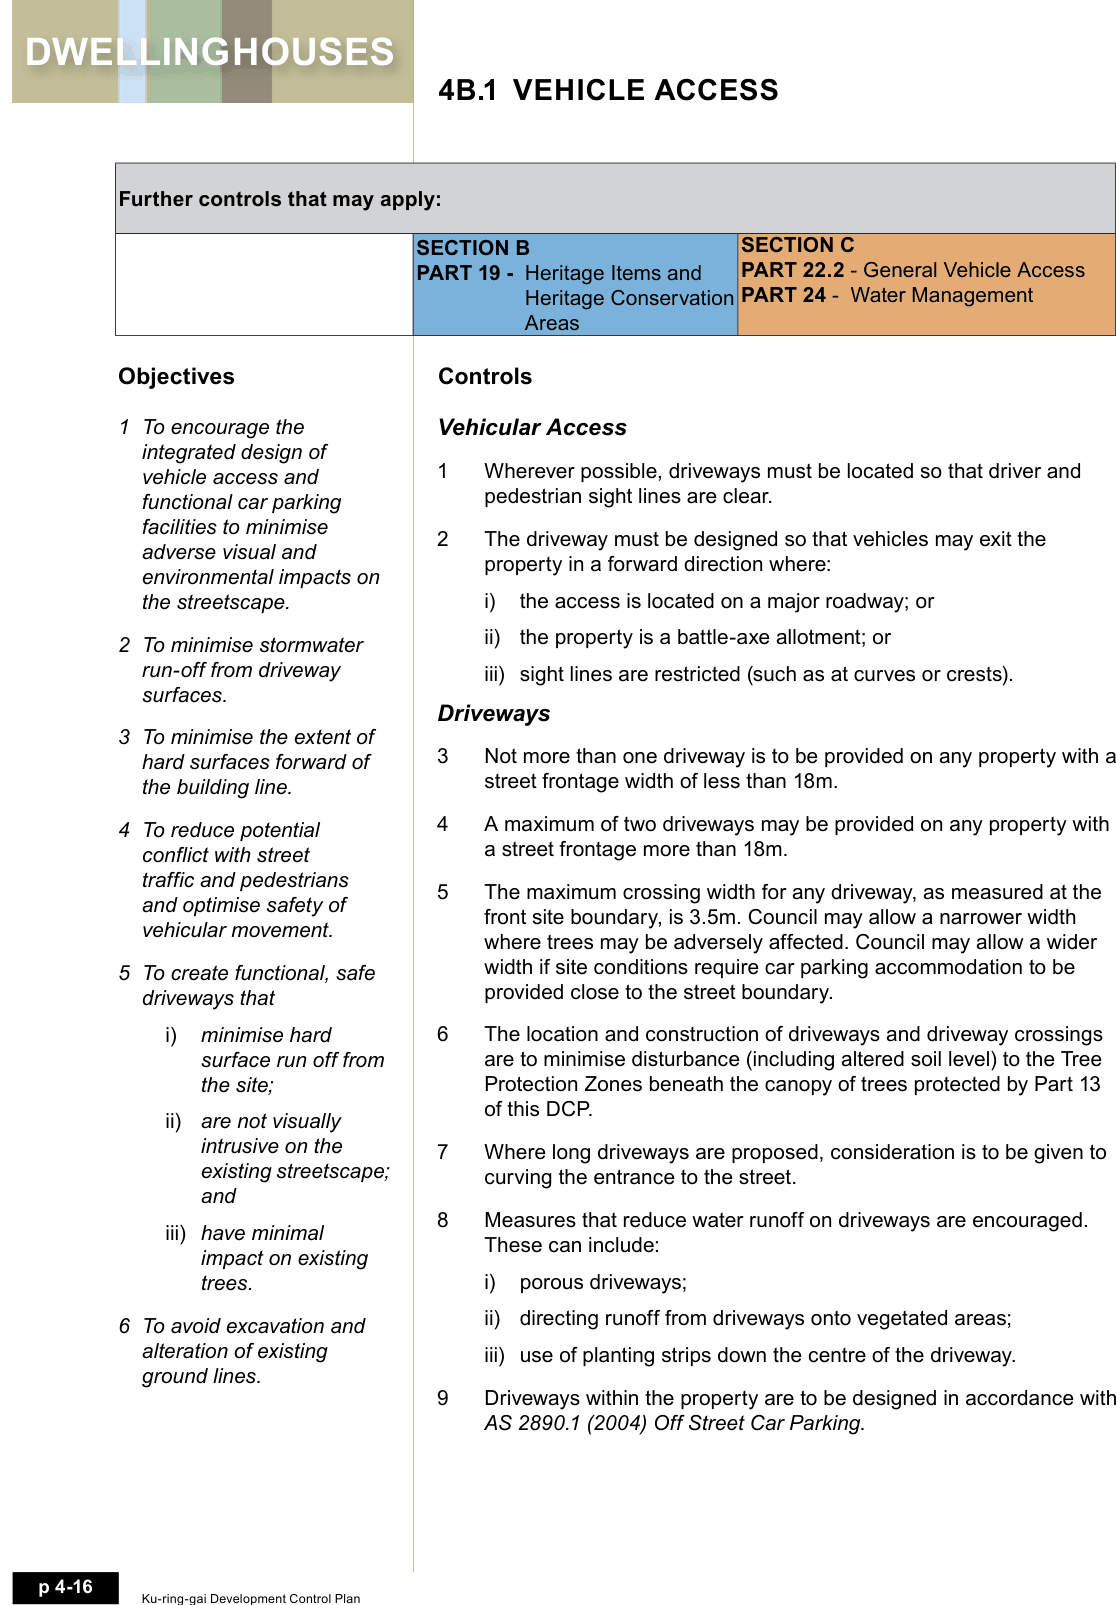 DWELLING HOUSES
4B.1 VEHICLE ACCESS
Further controls that may apply:
SECTION B
PART 19 - Heritage Items and
Heritage Conservation
Areas
SECTION C
PART 22.2 - General Vehicle Access
PART 24 - Water Management
Objectives
1 To encourage the
integrated design of
vehicle access and
functional car parking
facilities to minimise
adverse visual and
environmental impacts on
the streetscape.
2 To minimise stormwater
run-off from driveway
surfaces.
3 To minimise the extent of
hard surfaces forward of
the building line.
4 To reduce potential
conflict with street
traffic and pedestrians
and optimise safety of
vehicular movement.
5 To create functional, safe
driveways that
i) minimise hard
surface run off from
the site;
ii) are not visually
intrusive on the
existing streetscape;
and
iii) have minimal
impact on existing
trees.
6 To avoid excavation and
alteration of existing
ground lines.
Controls
Vehicular Access
1 Wherever possible, driveways must be located so that driver and
pedestrian sight lines are clear.
2 The driveway must be designed so that vehicles may exit the
property in a forward direction where:
i) the access is located on a major roadway; or
ii) the property is a battle-axe allotment; or
iii) sight lines are restricted (such as at curves or crests).
Driveways
3 Not more than one driveway is to be provided on any property with a
street frontage width of less than 18m.
4 A maximum of two driveways may be provided on any property with
a street frontage more than 18m.
5 The maximum crossing width for any driveway, as measured at the
front site boundary, is 3.5m. Council may allow a narrower width
where trees may be adversely affected. Council may allow a wider
width if site conditions require car parking accommodation to be
provided close to the street boundary.
6 The location and construction of driveways and driveway crossings
are to minimise disturbance (including altered soil level) to the Tree
Protection Zones beneath the canopy of trees protected by Part 13
of this DCP.
7 Where long driveways are proposed, consideration is to be given to
curving the entrance to the street.
8 Measures that reduce water runoff on driveways are encouraged.
These can include:
i) porous driveways;
ii) directing runoff from driveways onto vegetated areas;
iii) use of planting strips down the centre of the driveway.
9 Driveways within the property are to be designed in accordance with
AS 2890.1 (2004) Off Street Car Parking.
p 4-16
Ku-ring-gai Development Control Plan